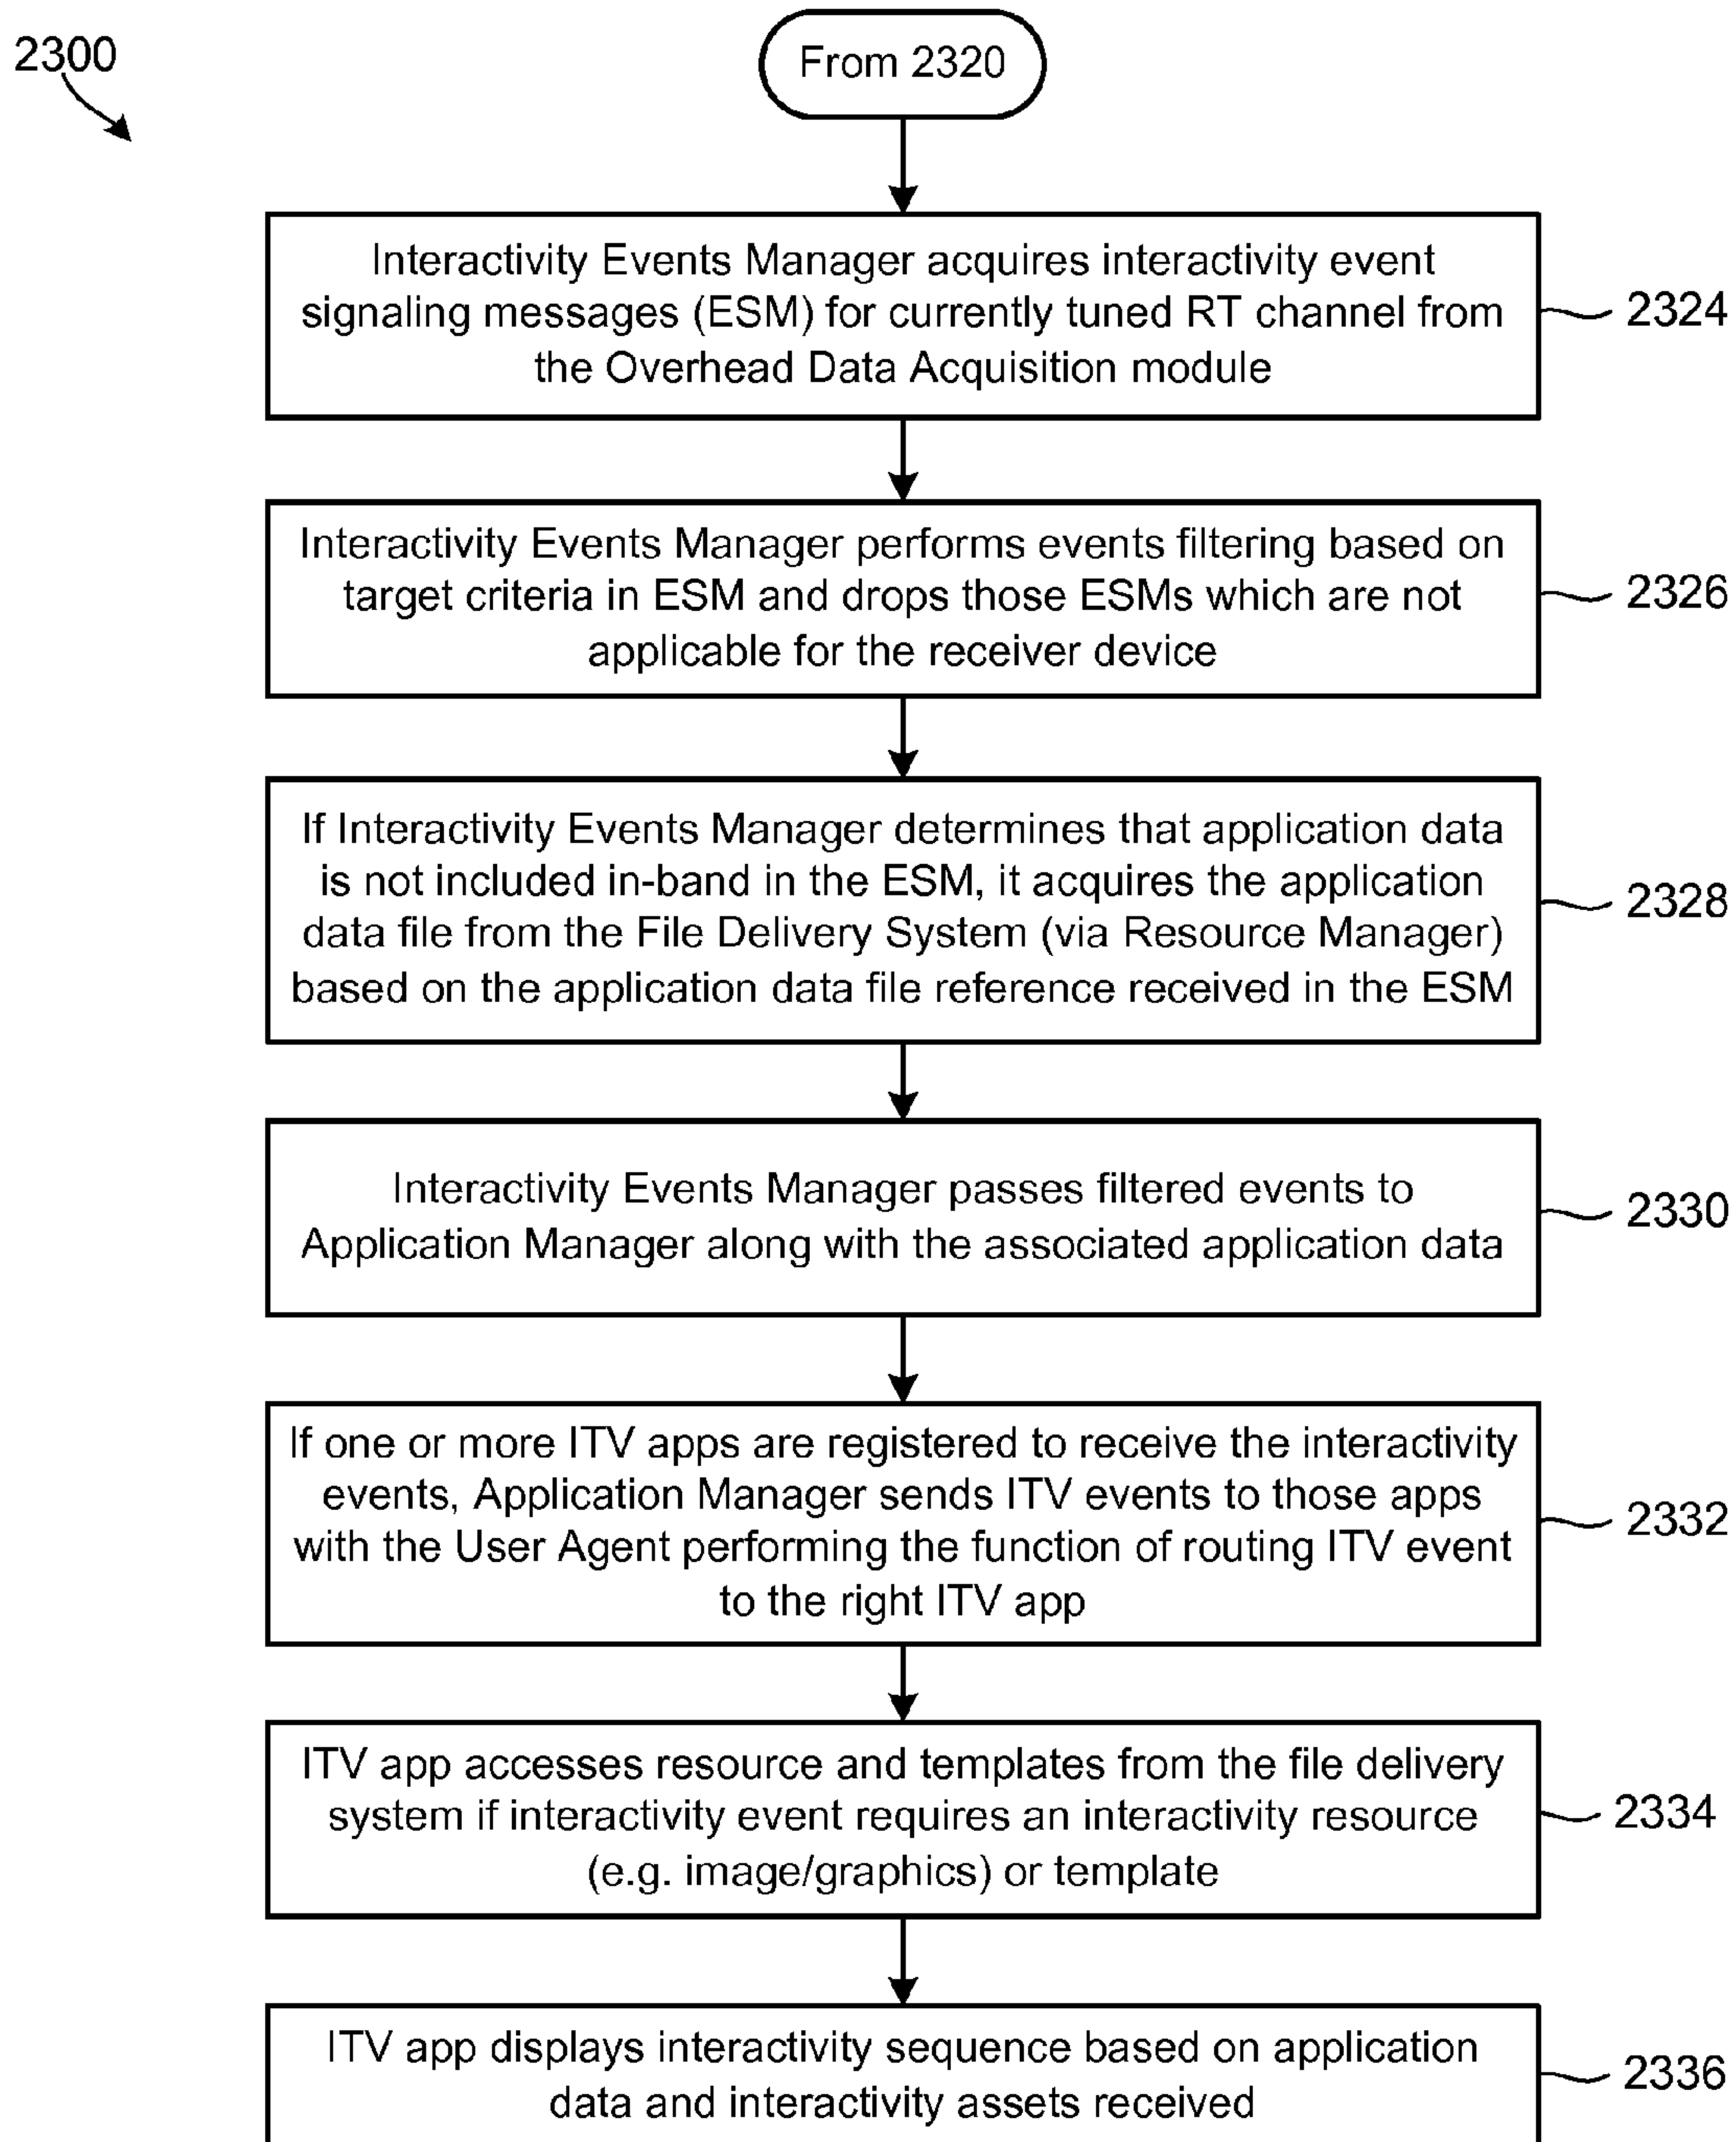 2300
From 2320
Interactivity Events Manager acquires interactivity event
signaling messages (ESM) for currently tuned RT channel from
the Overhead Data Acquisition module
2324
Interactivity Events Manager performs events filtering based on
target criteria in ESM and drops those ESMs which are not
applicable for the receiver device
2326
If Interactivity Events Manager determines that application data
is not included in-band in the ESM, it acquires the application
data file from the File Delivery System (via Resource Manager)
based on the application data file reference received in the ESM
2328
Interactivity Events Manager passes filtered events to
Application Manager along with the associated application data
2330
If one or more ITV apps are registered to receive the interactivity
events, Application Manager sends ITV events to those apps
with the User Agent performing the function of routing ITV event
to the right ITV app
2332
ITV app accesses resource and templates from the file delivery
system if interactivity event requires an interactivity resource
(e.g. image/graphics) or template
2334
ITV app displays interactivity sequence based on application
data and interactivity assets received
2336